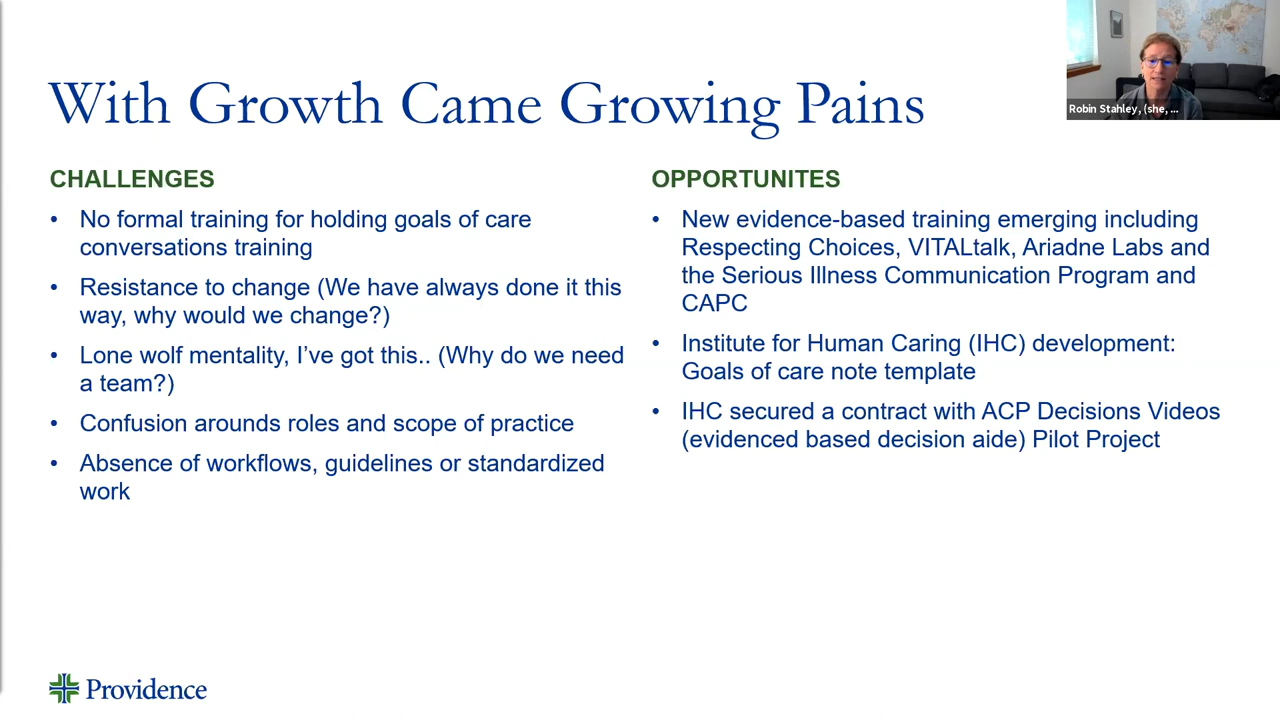 With Growth Came Growing Pains
Robin Stahley, (she, ...
CHALLENGES
• No formal training for holding goals of care
conversations training
• Resistance to change (We have always done it this
way, why would we change?)
• Lone wolf mentality, I’ve got this.. (Why do we need
a team?)
• Confusion arounds roles and scope of practice
• Absence of workflows, guidelines or standardized
work
OPPORTUNITES
• New evidence-based training emerging including
Respecting Choices, VITALtalk, Ariadne Labs and
the Serious Illness Communication Program and
CAPC
• Institute for Human Caring (IHC) development:
Goals of care note template
• IHC secured a contract with ACP Decisions Videos
(evidenced based decision aide) Pilot Project
Providence